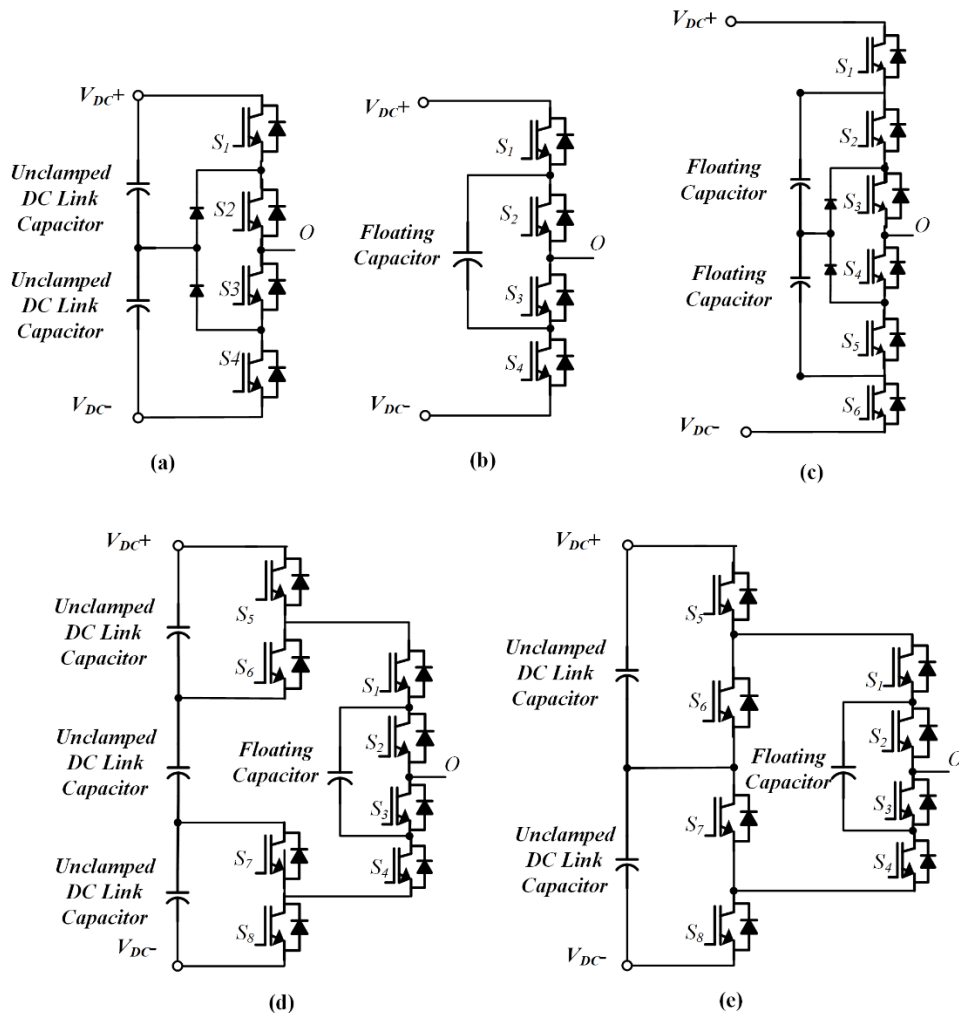 V_DC+
S_1
Unclamped
DC Link
Capacitor
S2
O
Unclamped
DC Link
Capacitor
S3
S4
V_DC-
(a)
V_DC+
S_1
Floating
Capacitor
S_2
O
S_3
S_4
V_DC-
(b)
V_DC+
S_1
S_2
Floating
Capacitor
S_3
O
Floating
Capacitor
S_4
S_5
S_6
V_DC-
(c)
V_DC+
Unclamped
DC Link
Capacitor
S_5
S_6
S_1
Unclamped
DC Link
Capacitor
Floating
Capacitor
S_2
O
S_3
S_7
S_4
Unclamped
DC Link
Capacitor
S_8
V_DC-
(d)
V_DC+
S_5
Unclamped
DC Link
Capacitor
S_6
S_1
S_2
Floating
Capacitor
O
S_3
S_7
Unclamped
DC Link
Capacitor
S_4
S_8
V_DC-
(e)